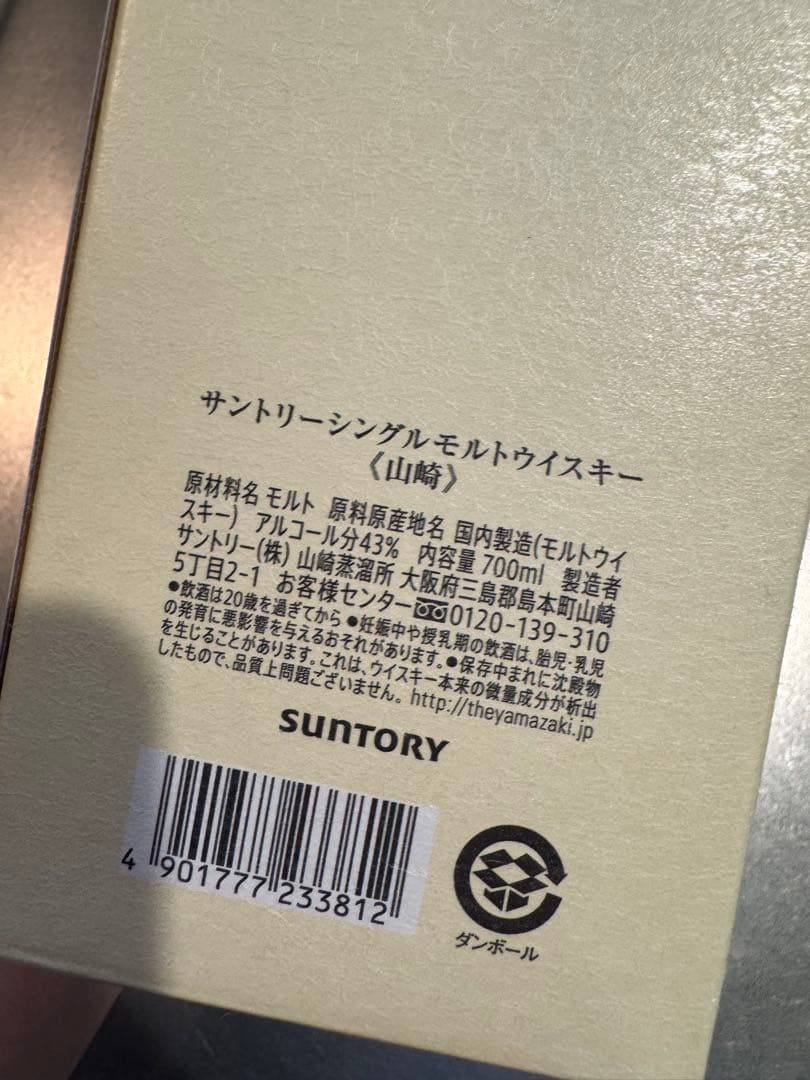 サントリーシングルモルトウイスキー
《山崎》
原材料名 モルト 原料原産地名 国内製造(モルトウイ
スキー) アルコール分43% 内容量 700ml 製造者
サントリー(株) 山崎蒸溜所 大阪府三島郡島本町山崎
5丁目2-1 お客様センター 0120-139-310
●飲酒は20歳を過ぎてから ●妊娠中や授乳期の飲酒は、胎児・乳児
の発育に悪影響を与えるおそれがあります。●保存中まれに沈殿物
を生じることがあります。これは、ウイスキー本来の微量成分が析出
したもので、品質上問題ございません。 http://theyamazaki.jp
SUNTORY
4 901777 233812
ダンボール